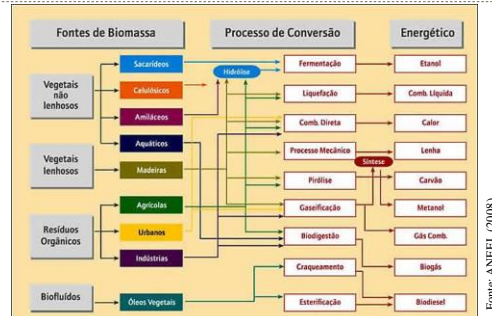 Fontes de Biomassa
Processo de Conversão
Energético
Vegetais
não
lenhosos
Vegetais
lenhosos
Resíduos
Orgânicos
Biofluídos
Sacarídeos
Celulósicos
Amiláceos
Aquáticos
Madeiras
Agrícolas
Urbanos
Indústrias
Óleos Vegetais
Hidrólise
Fermentação
Liquefação
Comb. Direta
Processo Mecânico
Síntese
Pirólise
Gaseificação
Biodigestão
Craqueamento
Esterificação
Etanol
Comb. Líquida
Calor
Lenha
Carvão
Metanol
Gás Comb.
Biogás
Biodiesel
Fonte: ANEEL (2008)